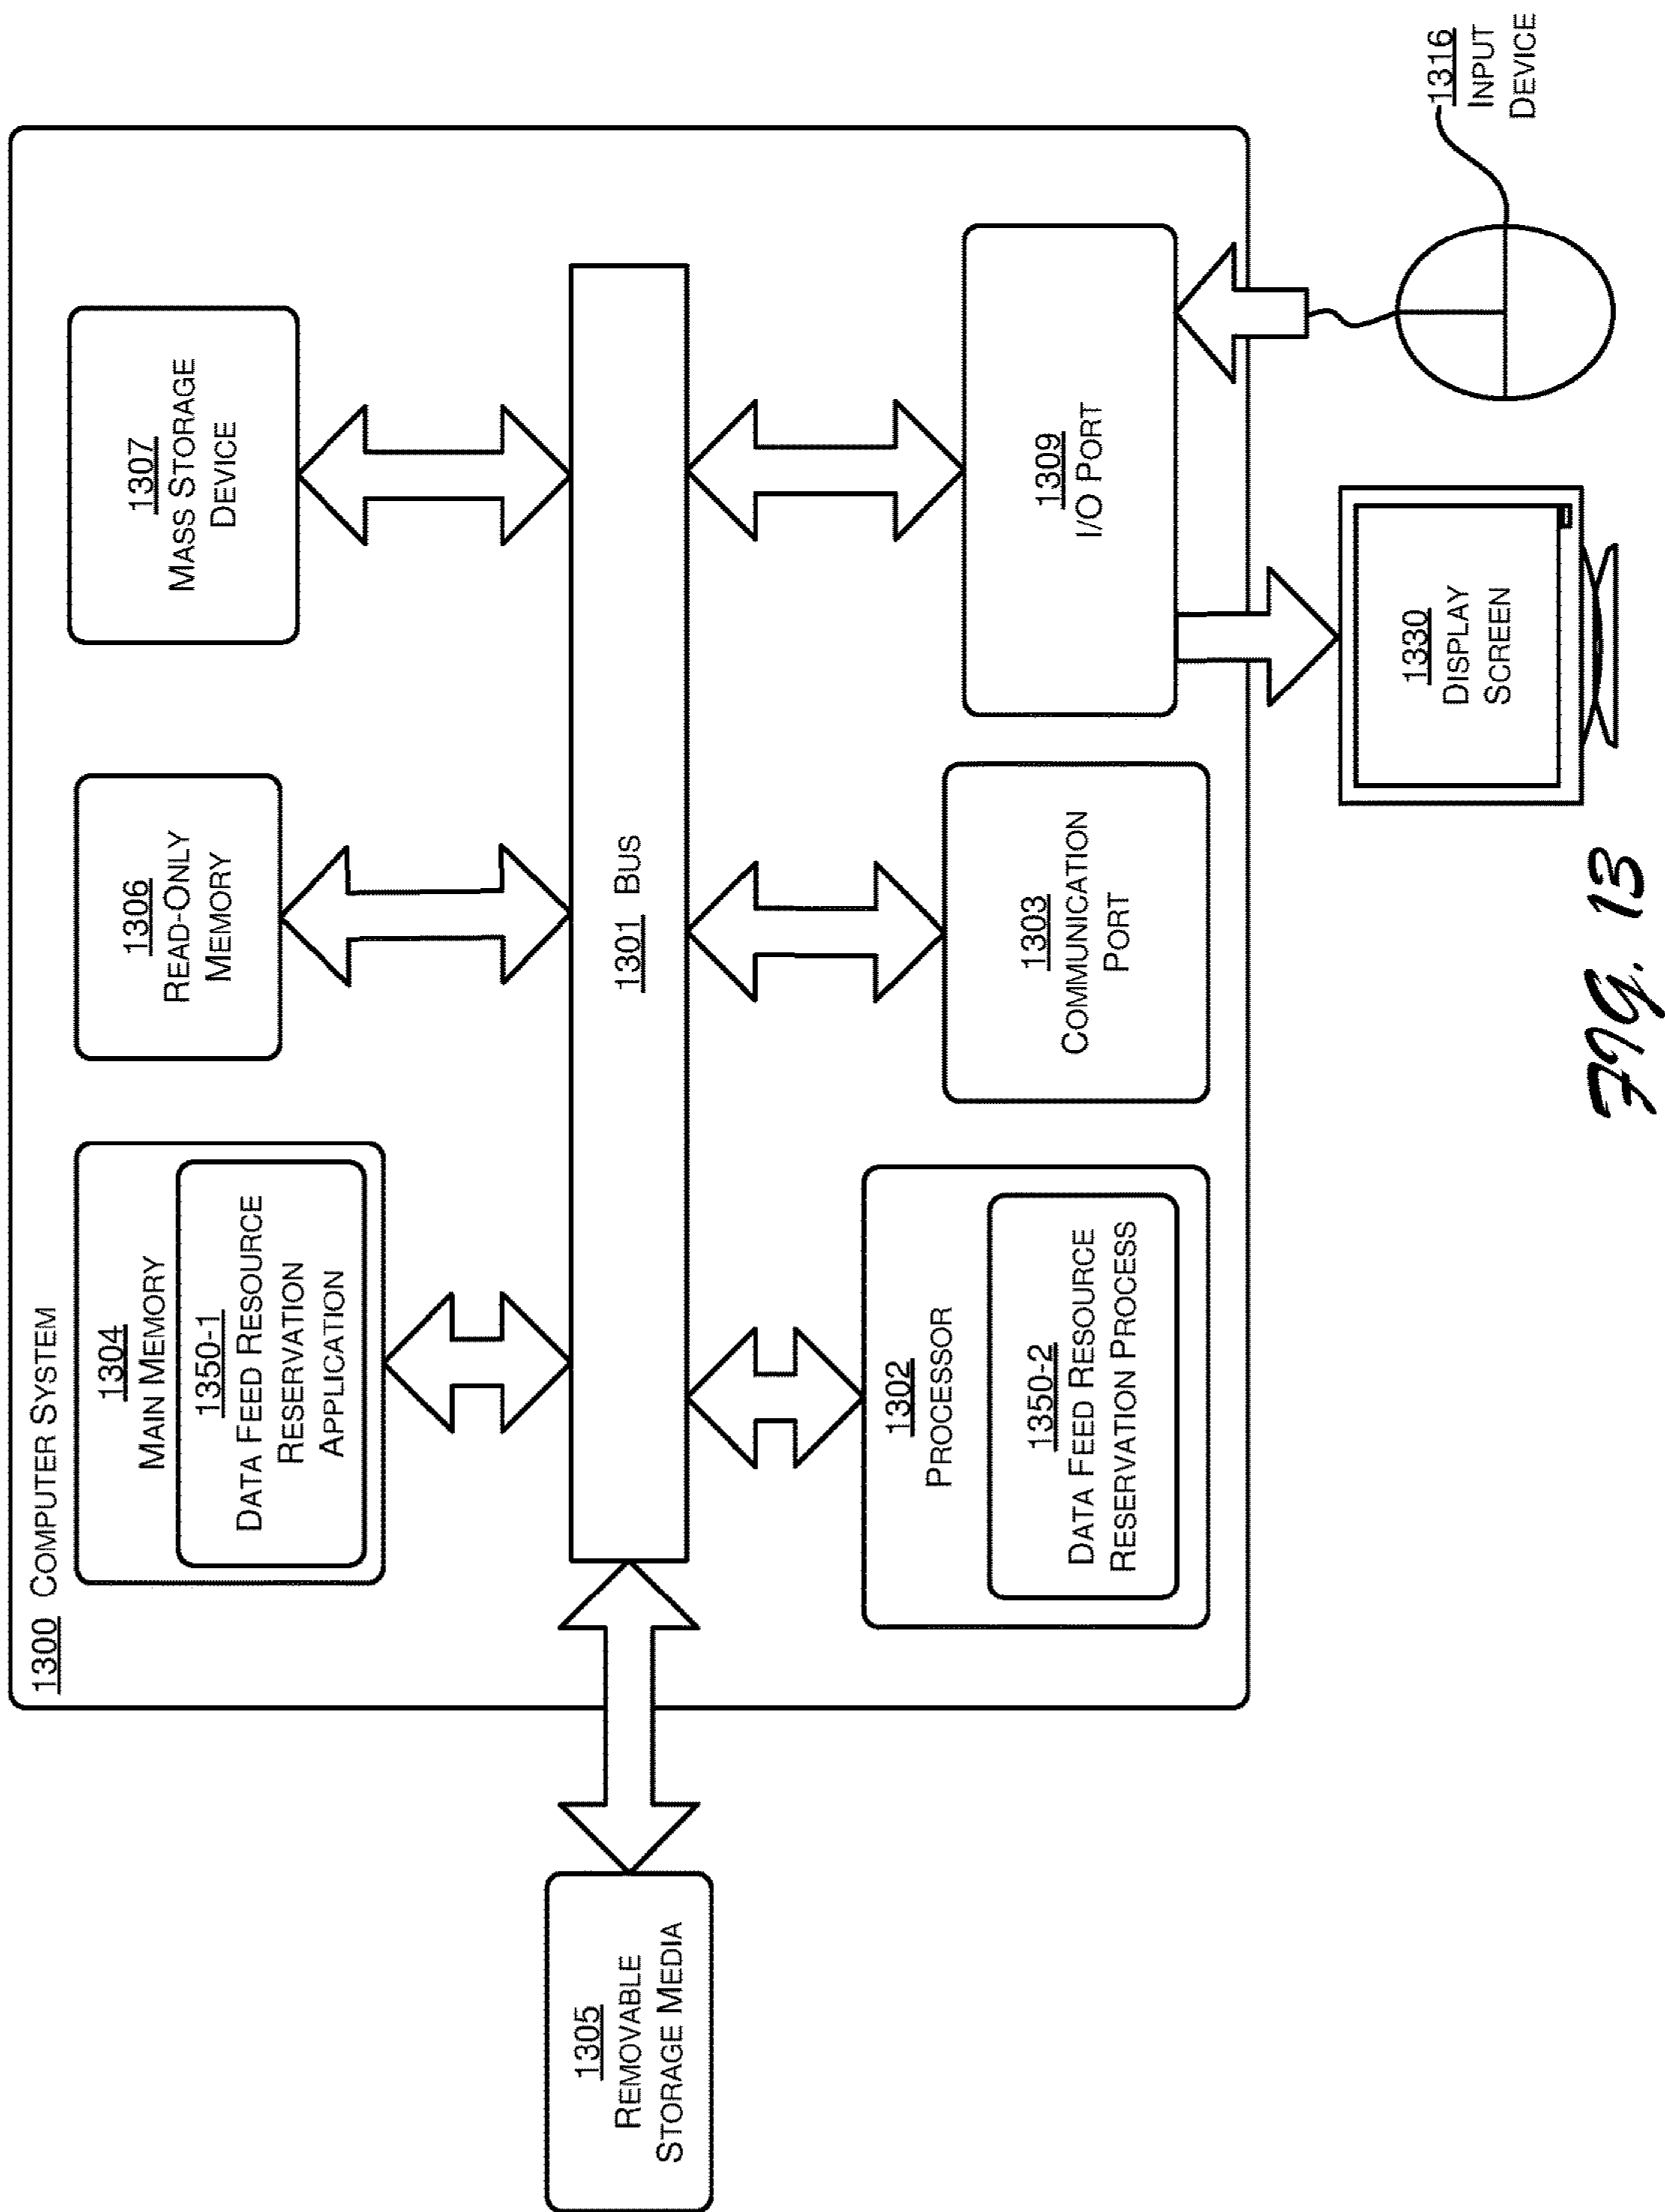 1300 COMPUTER SYSTEM
1304
MAIN MEMORY
1350-1
DATA FEED RESOURCE
RESERVATION
APPLICATION
1306
READ-ONLY
MEMORY
1307
MASS STORAGE
DEVICE
1305
REMOVABLE
STORAGE MEDIA
1301 BUS
1302
PROCESSOR
1350-2
DATA FEED RESOURCE
RESERVATION PROCESS
1303
COMMUNICATION
PORT
1309
I/O PORT
1330
DISPLAY
SCREEN
1316
INPUT
DEVICE
FIG. 13